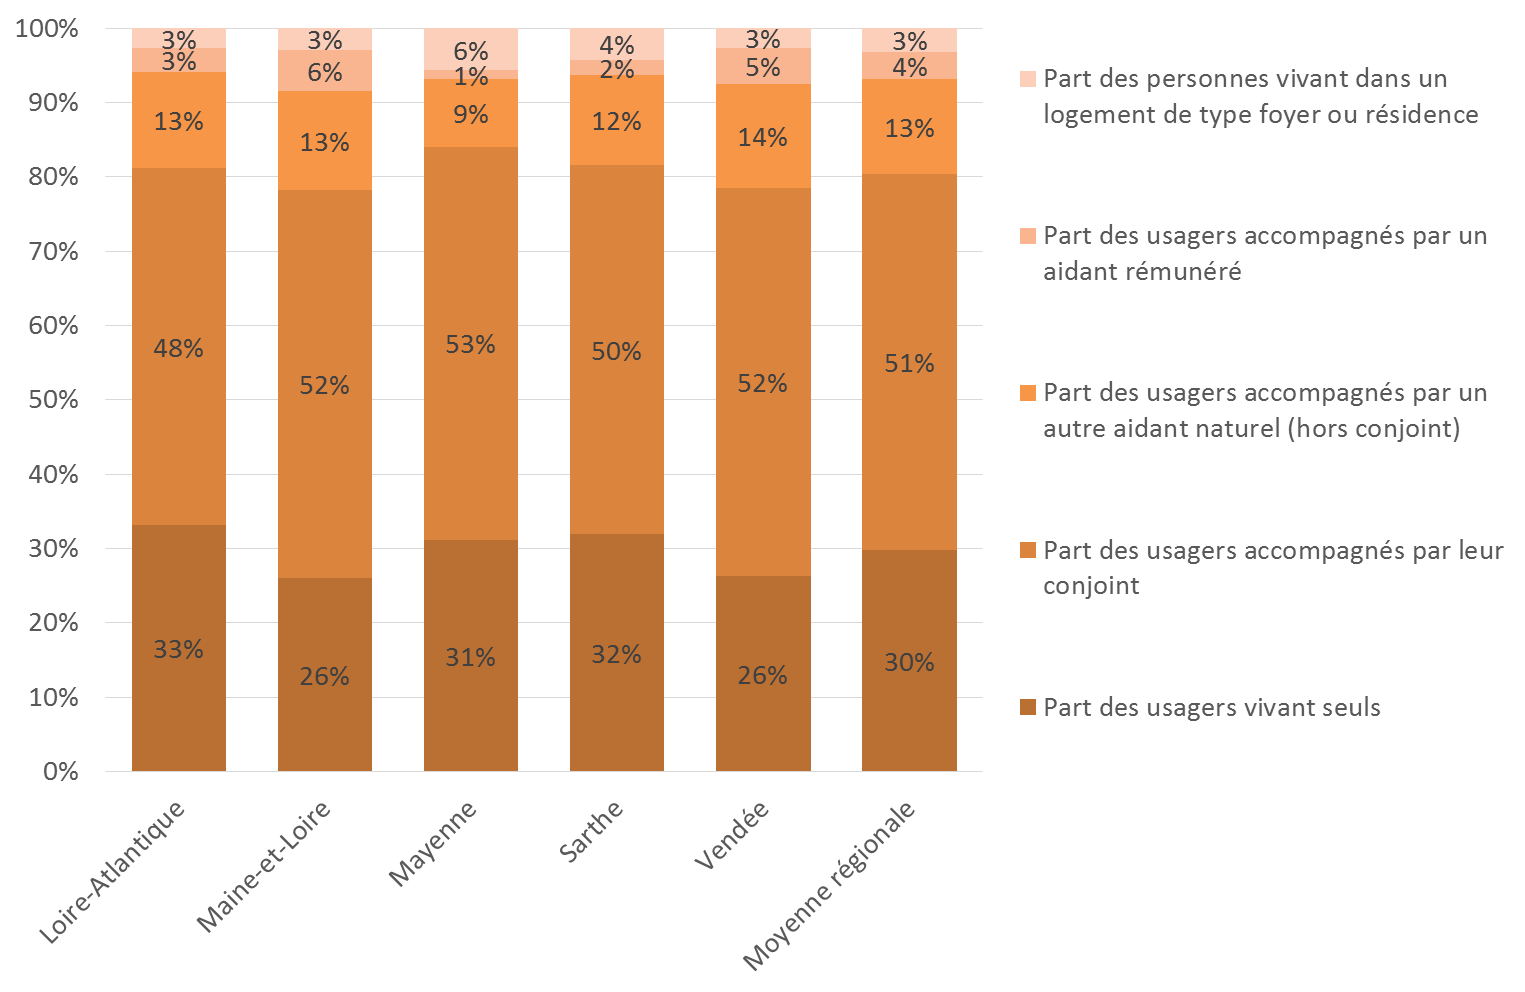 100%
90%
80%
70%
60%
50%
40%
30%
20%
10%
0%
3%
3%
13%
48%
33%
3%
6%
13%
52%
26%
6%
1%
9%
53%
31%
4%
2%
12%
50%
32%
3%
5%
14%
52%
26%
3%
4%
13%
51%
30%
Loire-Atlantique
Maine-et-Loire
Mayenne
Sarthe
Vendée
Moyenne régionale
Part des personnes vivant dans un
logement de type foyer ou résidence
Part des usagers accompagnés par un
aidant rémunéré
Part des usagers accompagnés par un
autre aidant naturel (hors conjoint)
Part des usagers accompagnés par leur
conjoint
Part des usagers vivant seuls